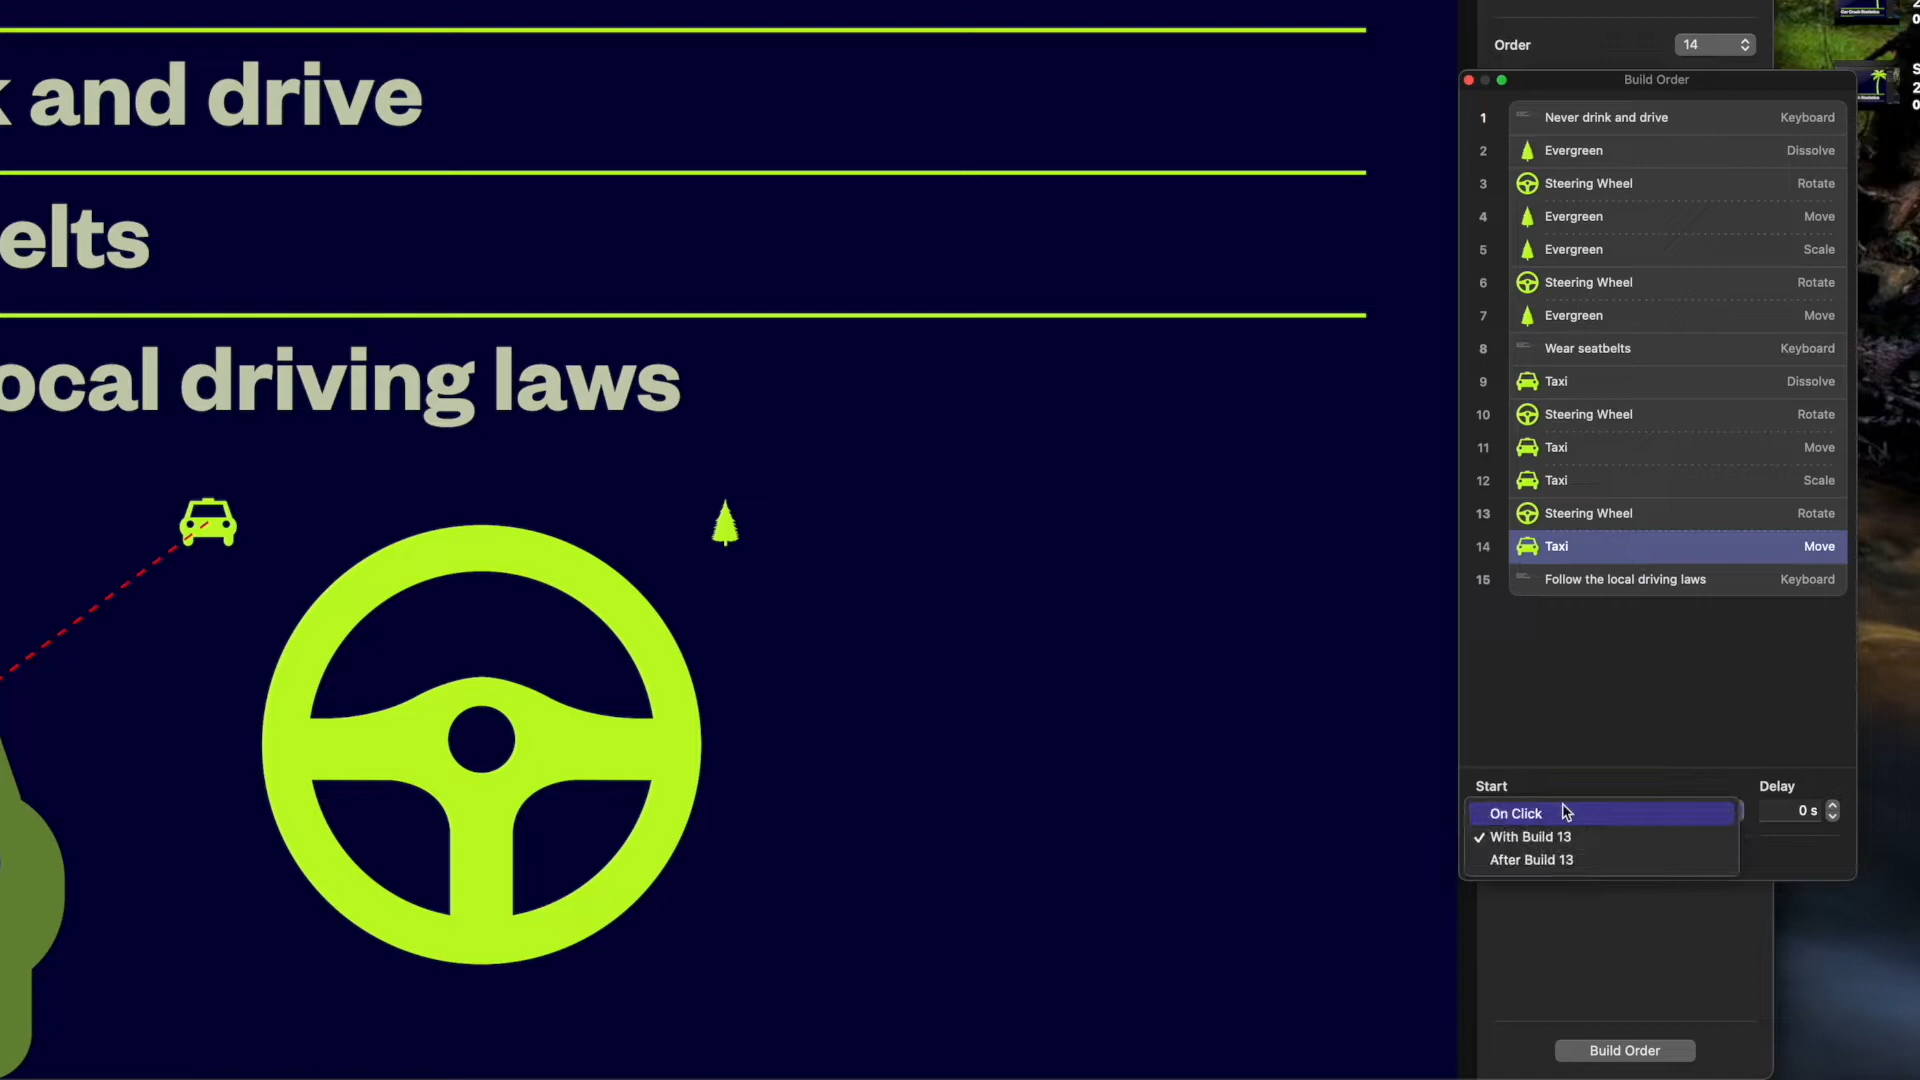 and drive
elts
ocal driving laws
Order
14
Build Order
1 Never drink and drive Keyboard
2 Evergreen Dissolve
3 Steering Wheel Rotate
4 Evergreen Move
5 Evergreen Scale
6 Steering Wheel Rotate
7 Evergreen Move
8 Wear seatbelts Keyboard
9 Taxi Dissolve
10 Steering Wheel Rotate
11 Taxi Move
12 Taxi Scale
13 Steering Wheel Rotate
14 Taxi Move
15 Follow the local driving laws Keyboard
Start
Delay
On Click
0 s
✓ With Build 13
After Build 13
Build Order